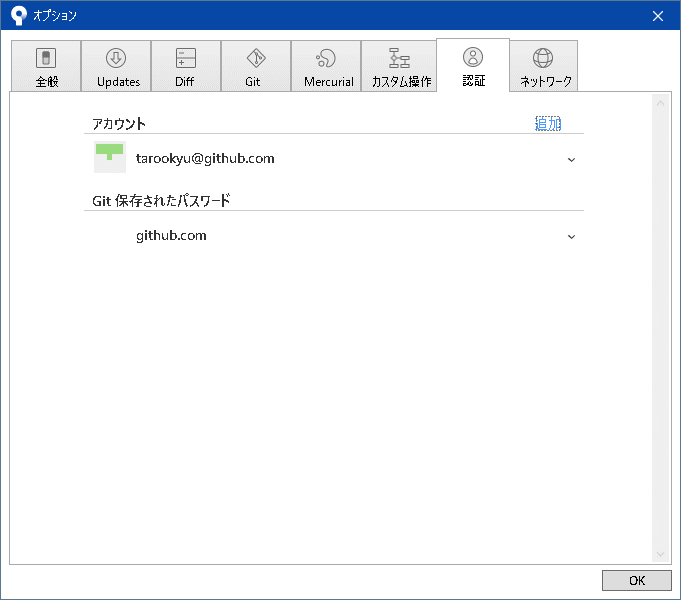 オプション
全般
Updates
Diff
Git
Mercurial
カスタム操作
認証
ネットワーク
アカウント 追加
tarookyu@github.com
Git 保存されたパスワード
github.com
OK